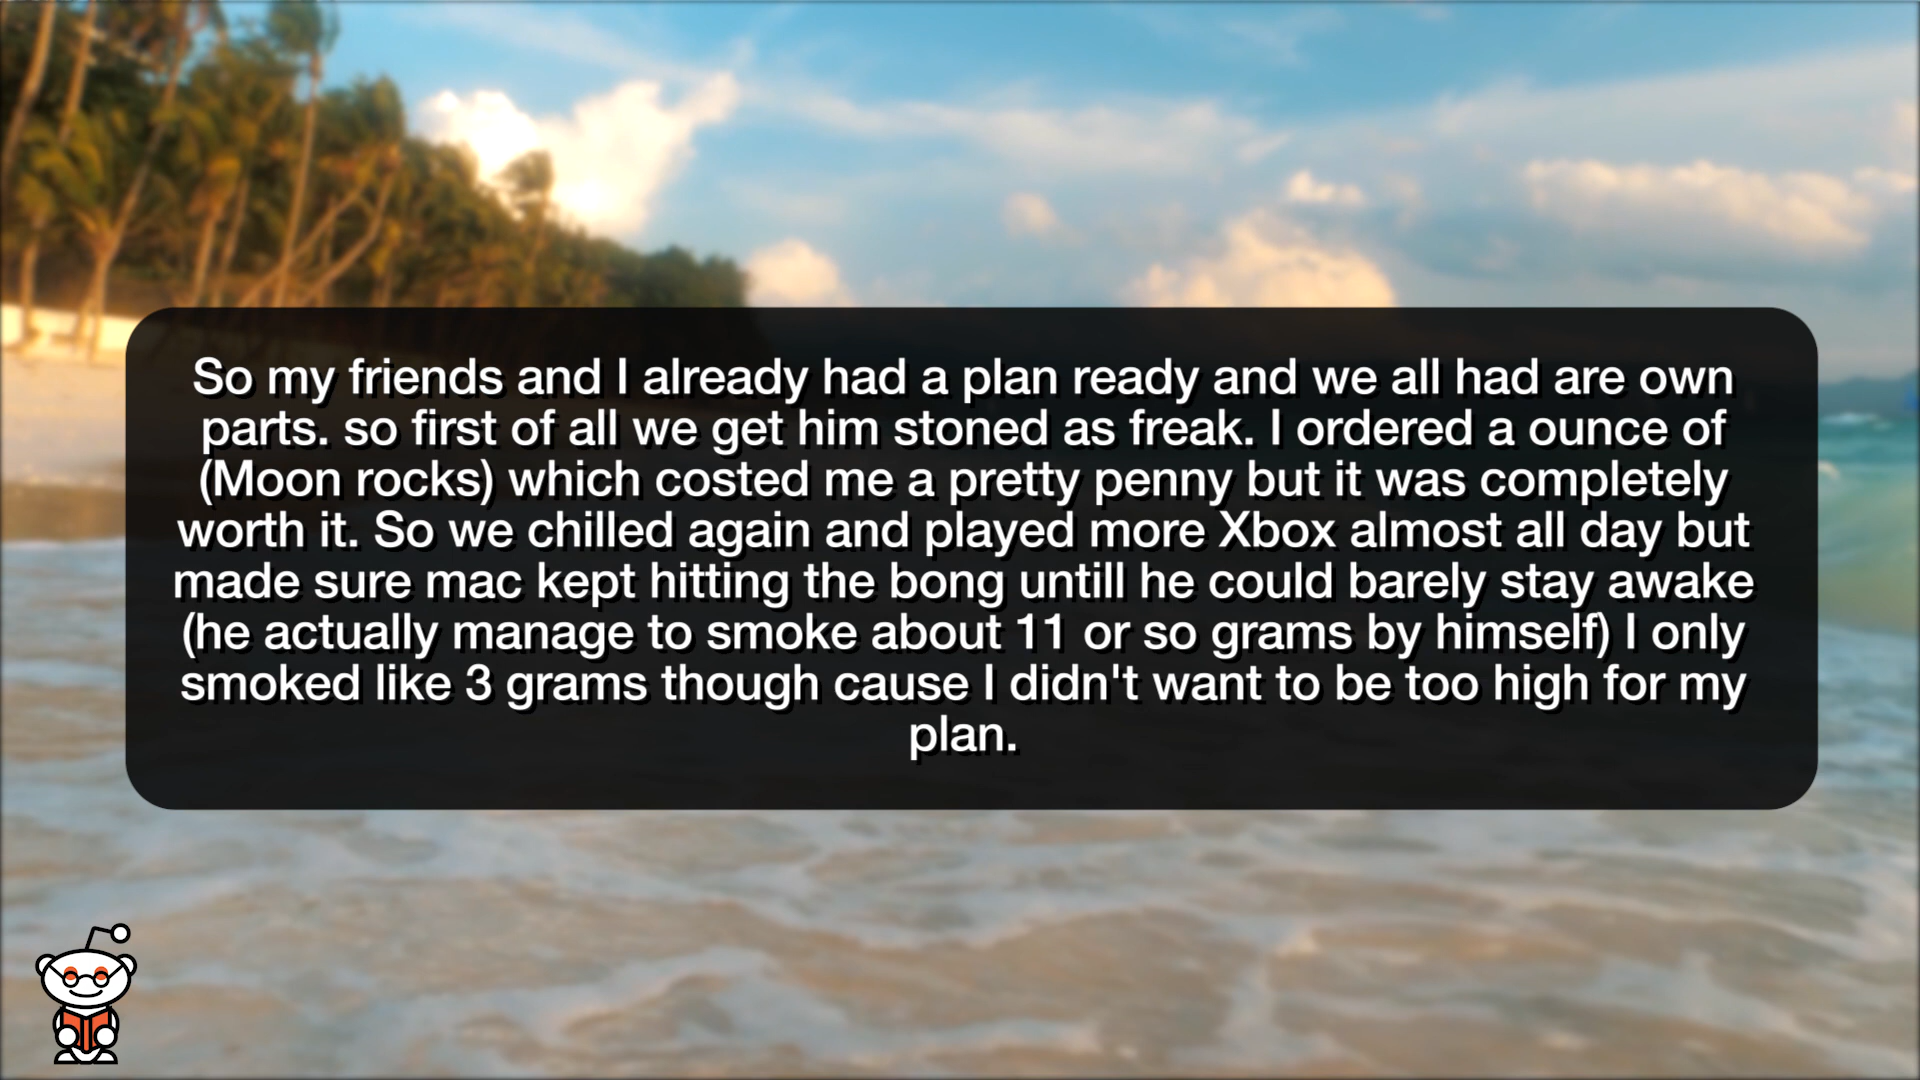 So my friends and I already had a plan ready and we all had are own
parts. so first of all we get him stoned as freak. I ordered a ounce of
(Moon rocks) which costed me a pretty penny but it was completely
worth it. So we chilled again and played more Xbox almost all day but
made sure mac kept hitting the bong untill he could barely stay awake
(he actually manage to smoke about 11 or so grams by himself) I only
smoked like 3 grams though cause I didn't want to be too high for my
plan.